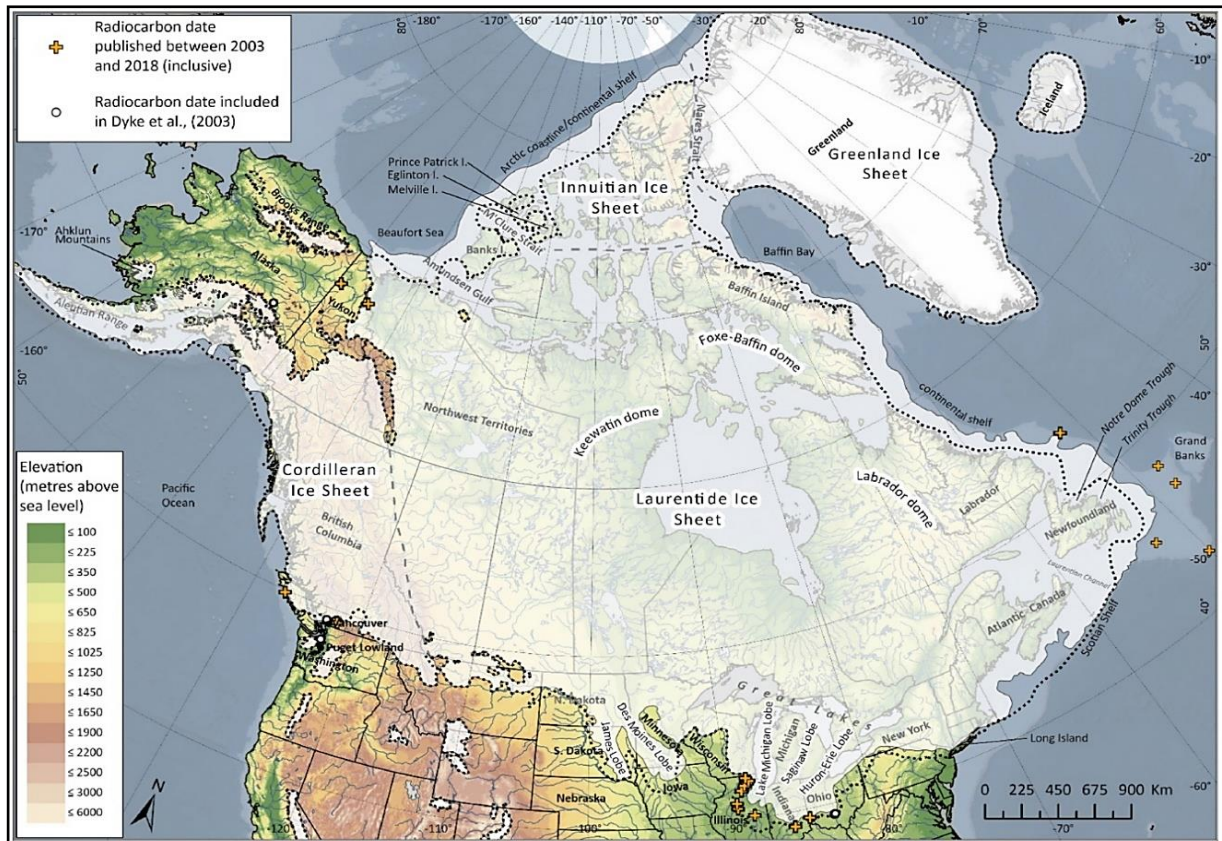 Radiocarbon date
published between 2003
and 2018 (inclusive)
Radiocarbon date included
in Dyke et al., (2003)
-180°
-170°
-160°
-140°
-110°
-70°
-50°
-30°
-20°
80°
80°
70°
60°
-10°
-20°
-30°
-40°
-50°
-60°
-70°
-80°
-90°
-100°
-110°
-120°
-170°
-160°
50°
60°
50°
40°
Arctic coastline/continental shelf
Nares Strait
Iceland
Greenland
Greenland Ice
Sheet
Prince Patrick I.
Eglinton I.
Melville I.
Innuitian Ice
Sheet
M'Clure Strait
Banks I.
Beaufort Sea
Amundsen Gulf
Baffin Bay
Baffin Island
Brooks Range
Ahklun
Mountains
Alaska
Yukon
Aleutian Range
Foxe-Baffin dome
continental shelf
Northwest Territories
Keewatin dome
Notre Dome Trough
Trinity Trough
Grand
Banks
Elevation
(metres above
sea level)
≤ 100
≤ 225
≤ 350
≤ 500
≤ 650
≤ 825
≤ 1025
≤ 1250
≤ 1450
≤ 1650
≤ 1900
≤ 2200
≤ 2500
≤ 3000
≤ 6000
Pacific
Ocean
Cordilleran
Ice Sheet
British
Columbia
Laurentide Ice
Sheet
Labrador dome
Labrador
Newfoundland
Laurentian Channel
Atlantic Canada
Scotian Shelf
Vancouver
Puget Lowland
Washington
N. Dakota
S. Dakota
James Lobe
Des Moines Lobe
Minnesota
Wisconsin
Great Lakes
Lake Michigan Lobe
Michigan
Saginaw Lobe
Huron-Erie Lobe
New York
Long Island
Nebraska
Iowa
Illinois
Indiana
Ohio
N
0 225 450 675 900 Km